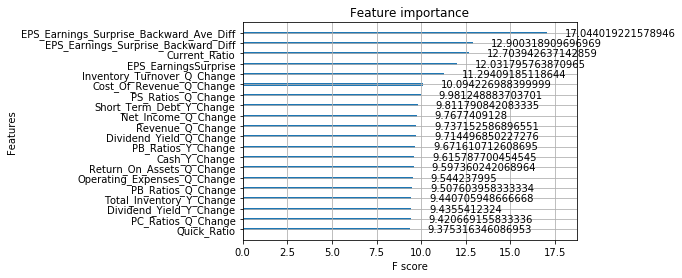 Feature importance
Features
EPS_Earnings_Surprise_Backward_Ave_Diff 17.044019221578946
EPS_Earnings_Surprise_Backward_Diff 12.900318909696969
Current_Ratio 12.703942637142859
EPS_EarningsSurprise 12.031795763870965
Inventory_Turnover_Q_Change 11.29409185118644
Cost_Of_Revenue_Q_Change 10.094226988399999
PS_Ratios_Q_Change 9.981248883703701
Short_Term_Debt_Y_Change 9.811790842083335
Net_Income_Q_Change 9.7677409128
Revenue_Q_Change 9.737152586896551
Dividend_Yield_Q_Change 9.714496850227276
PB_Ratios_Y_Change 9.671610712608695
Cash_Y_Change 9.615787700454545
Return_On_Assets_Q_Change 9.597360242068964
Operating_Expenses_Q_Change 9.544237995
PB_Ratios_Q_Change 9.507603958333334
Total_Inventory_Y_Change 9.440705948666668
Dividend_Yield_Y_Change 9.4355412324
PC_Ratios_Q_Change 9.420669155833336
Quick_Ratio 9.375316346086953
0.0 2.5 5.0 7.5 10.0 12.5 15.0 17.5
F score